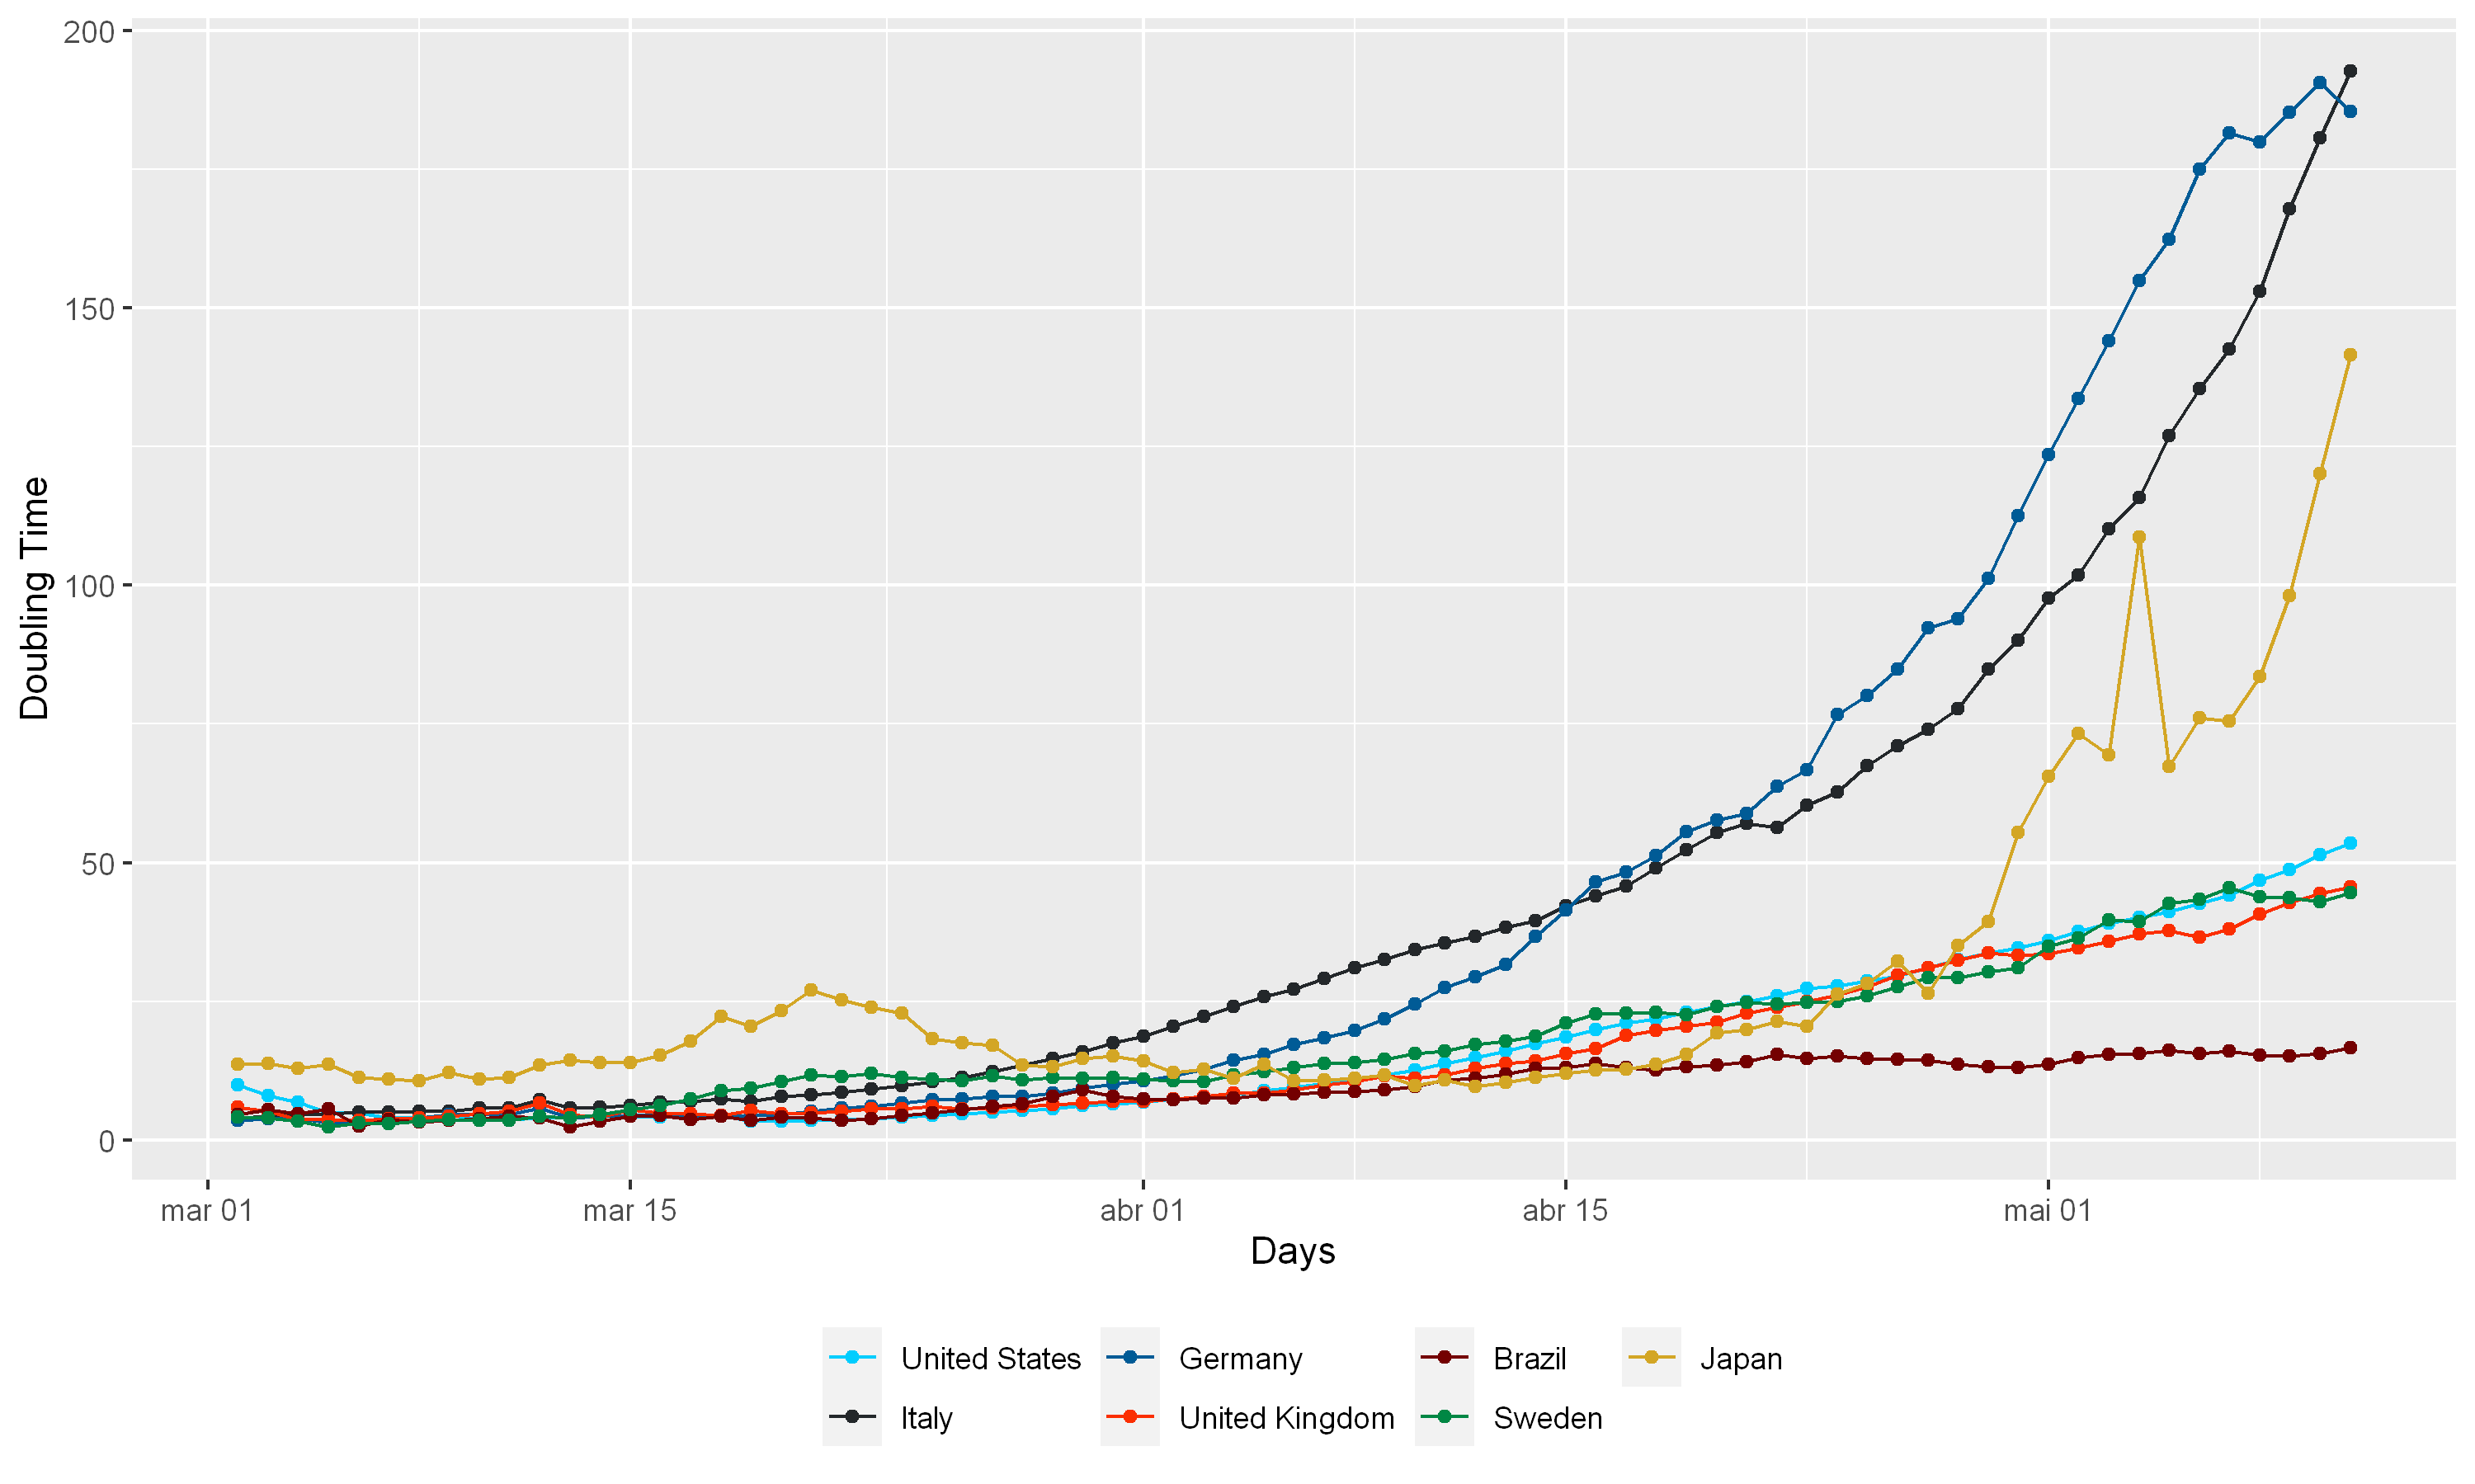 200
150
100
50
0
Doubling Time
mar 01 mar 15 abr 01 abr 15 mai 01
Days
United States Germany Brazil Japan
Italy United Kingdom Sweden